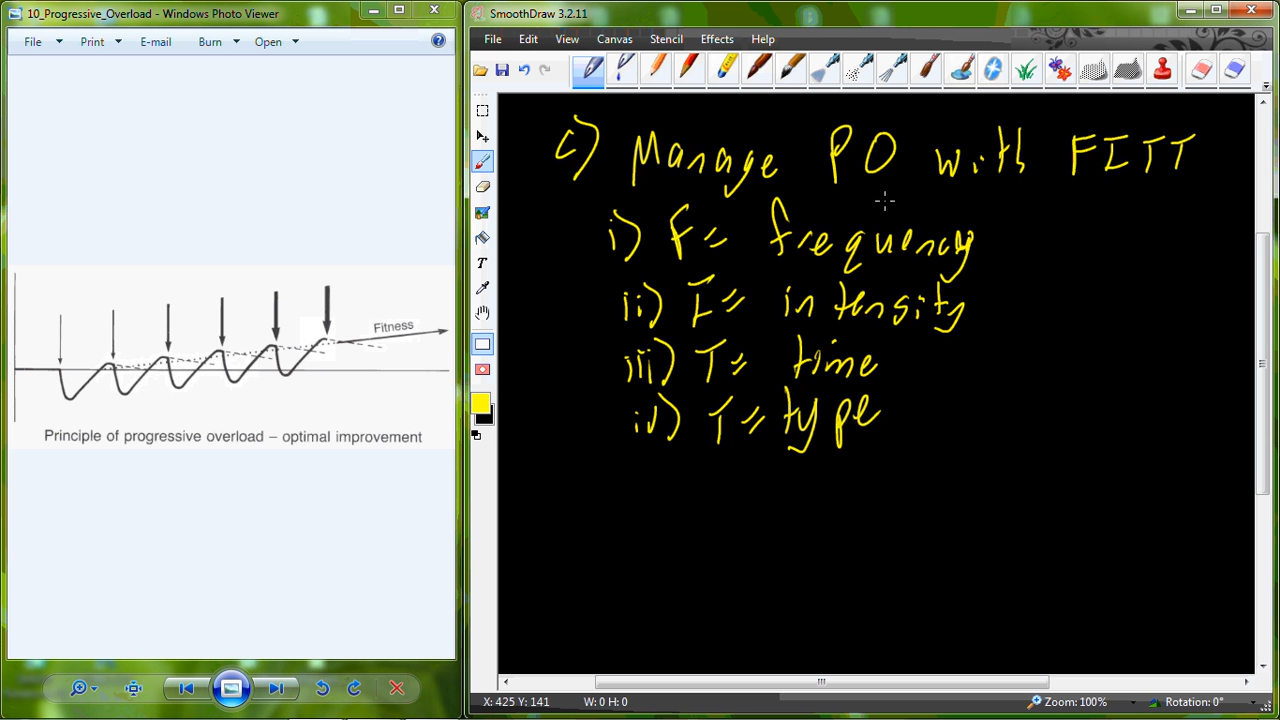 10_Progressive_Overload - Windows Photo Viewer
File Print E-mail Burn Open
Fitness
Principle of progressive overload – optimal improvement
SmoothDraw 3.2.11
File Edit View Canvas Stencil Effects Help
c) Manage PO with FITT
i) F= frequency
ii) I= intensity
iii) T= time
iv) T= type
X: 425 Y: 141 W: 0 H: 0 Zoom: 100% Rotation: 0°